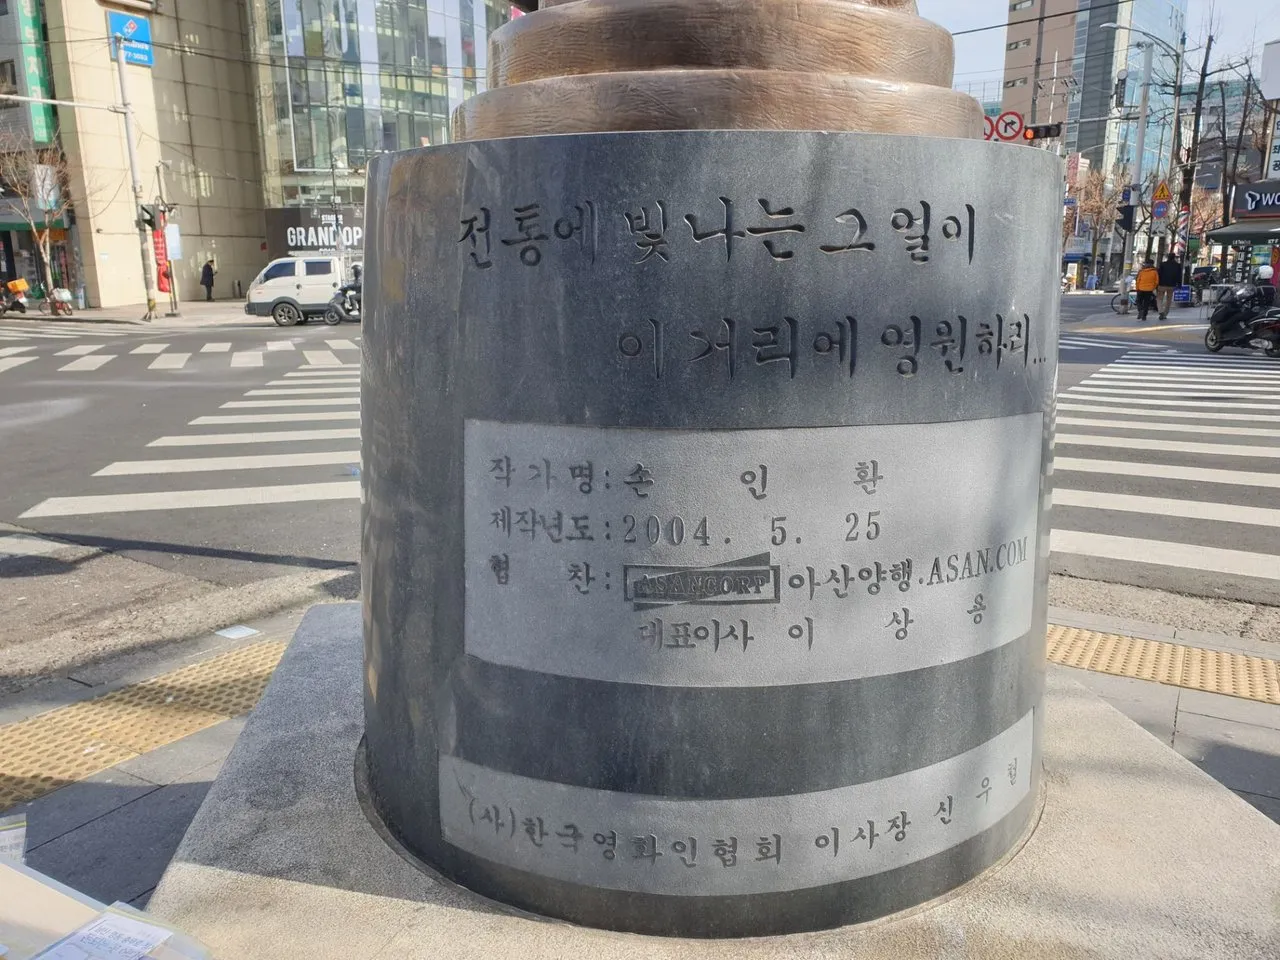 전통에 빛나는 그 얼이
이 거리에 영원하리...
작가명: 손 인 환
제작년도: 2004. 5. 25
협 찬: ASANCORP 아산양행.ASAN.COM
대표이사 이 상 용
(사)한국영화인협회 이사장 신 우
GRAND OP